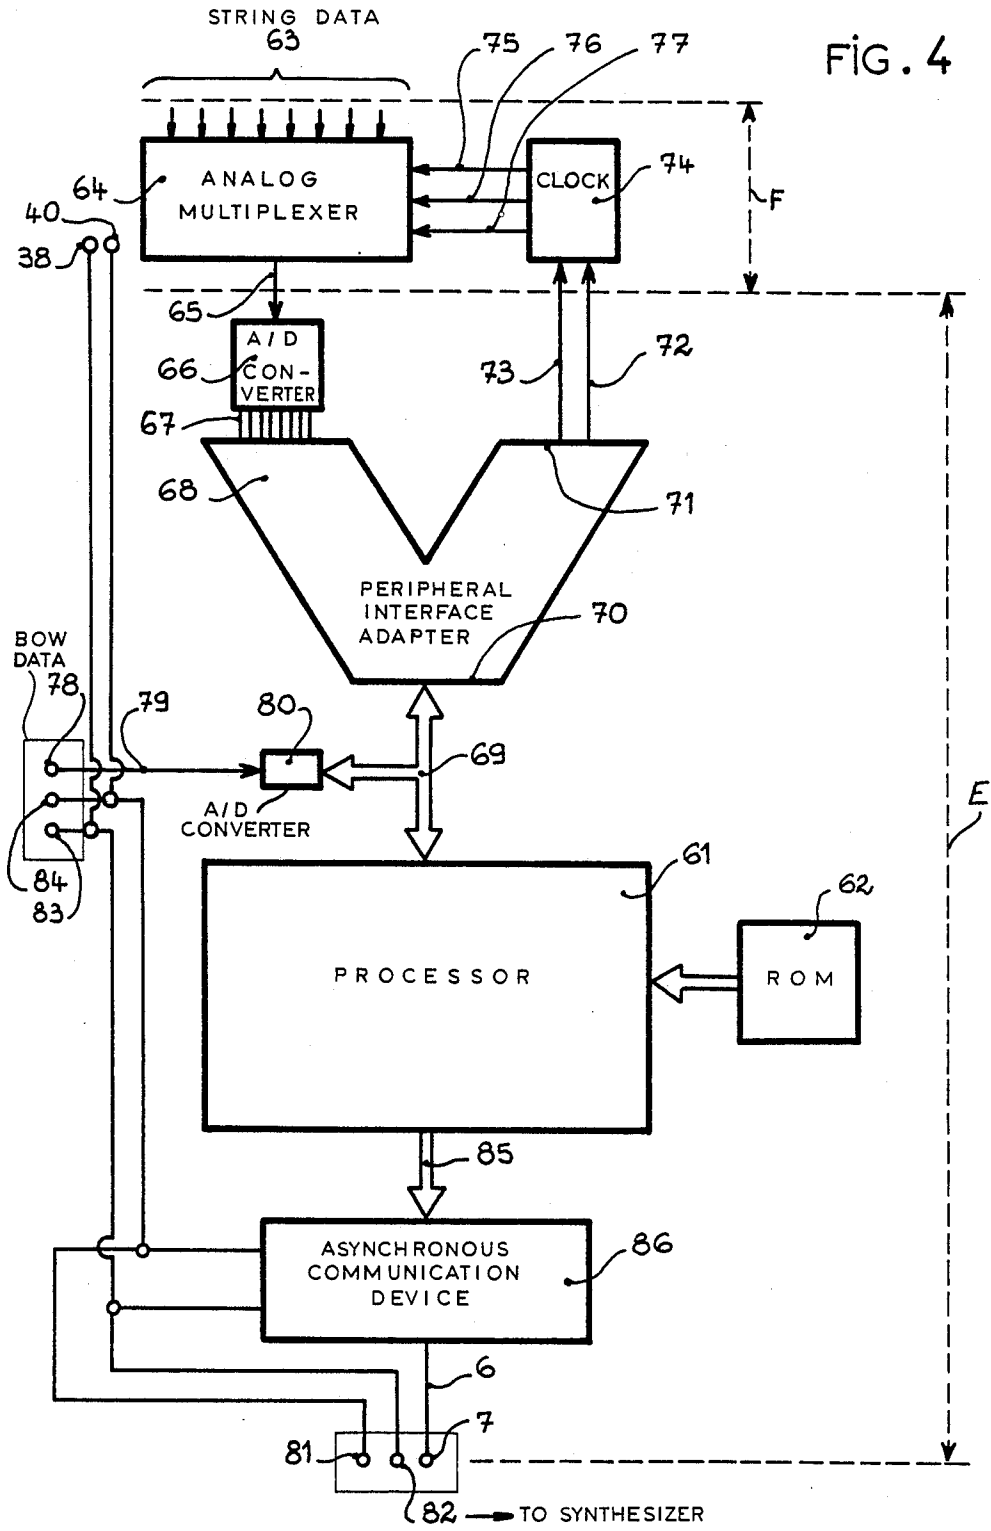 STRING DATA
63
FIG. 4
75
76
77
ANALOG
MULTIPLEXER
64
CLOCK
74
F
40
38
65
A/D
CON-
VERTER
66
67
73
72
68
71
PERIPHERAL
INTERFACE
ADAPTER
70
BOW
DATA
78
79
80
69
A/D
CONVERTER
E
84
83
61
62
PROCESSOR
ROM
85
ASYNCHRONOUS
COMMUNICATION
DEVICE
86
6
7
81
82
TO SYNTHESIZER